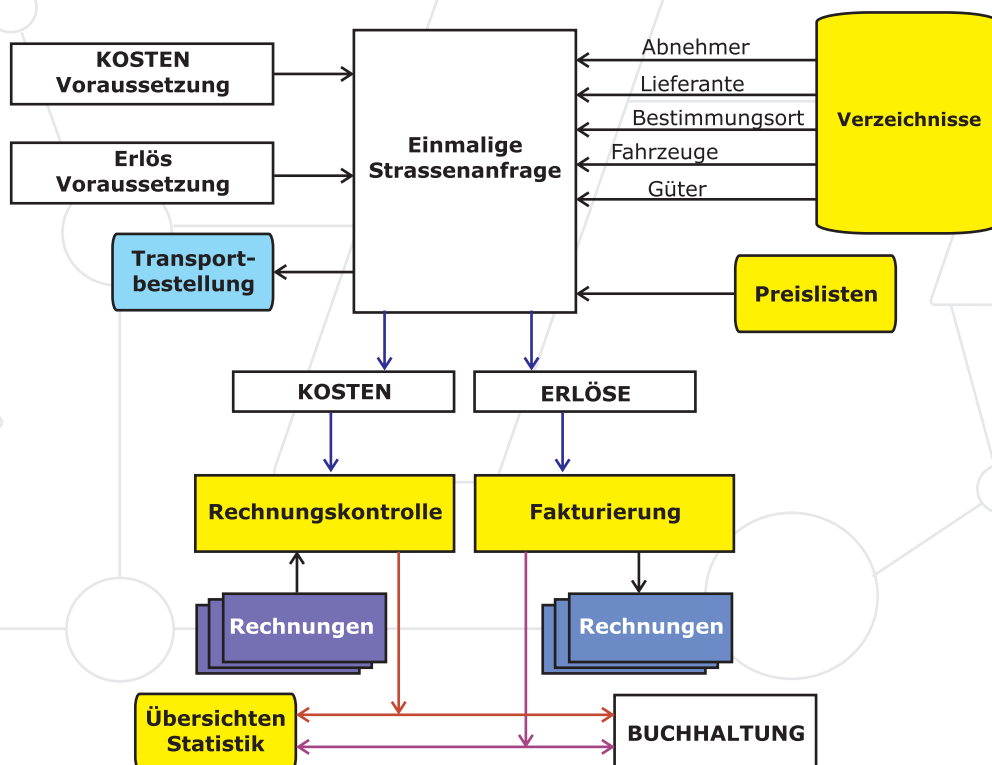 KOSTEN
Voraussetzung
Erlös
Voraussetzung
Transport-
bestellung
Einmalige
Strassenanfrage
Abnehmer
Lieferante
Bestimmungsort
Fahrzeuge
Güter
Verzeichnisse
Preislisten
KOSTEN
ERLÖSE
Rechnungskontrolle
Fakturierung
Rechnungen
Rechnungen
Übersichten
Statistik
BUCHHALTUNG